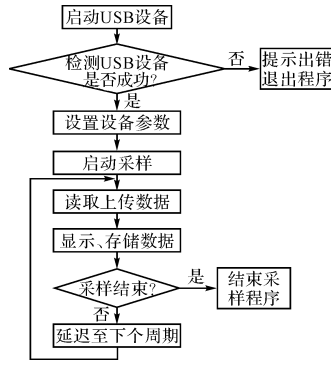 启动USB设备
检测USB设备
是否成功?
否
提示出错
退出程序
是
设置设备参数
启动采样
读取上传数据
显示、存储数据
采样结束?
是
结束采
样程序
否
延迟至下个周期